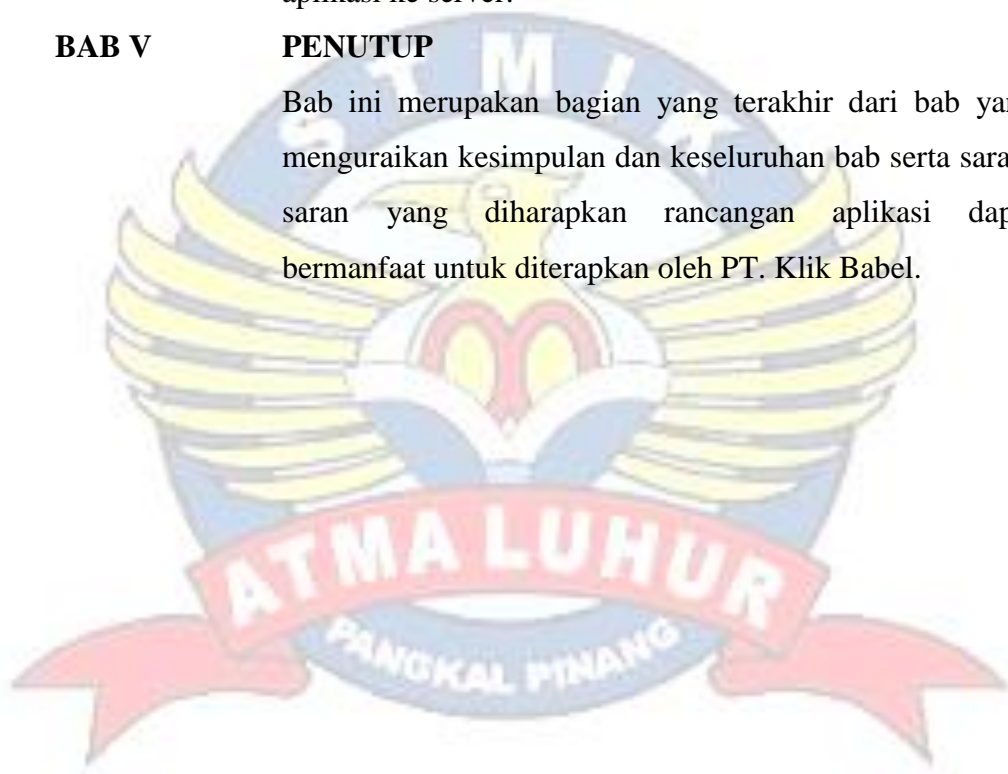 aplikasi ke server.
BAB V PENUTUP
Bab ini merupakan bagian yang terakhir dari bab yan
menguraikan kesimpulan dan keseluruhan bab serta sara
saran yang diharapkan rancangan aplikasi dap
bermanfaat untuk diterapkan oleh PT. Klik Babel.
STMIK
ATMA LUHUR
PANGKAL PINANG